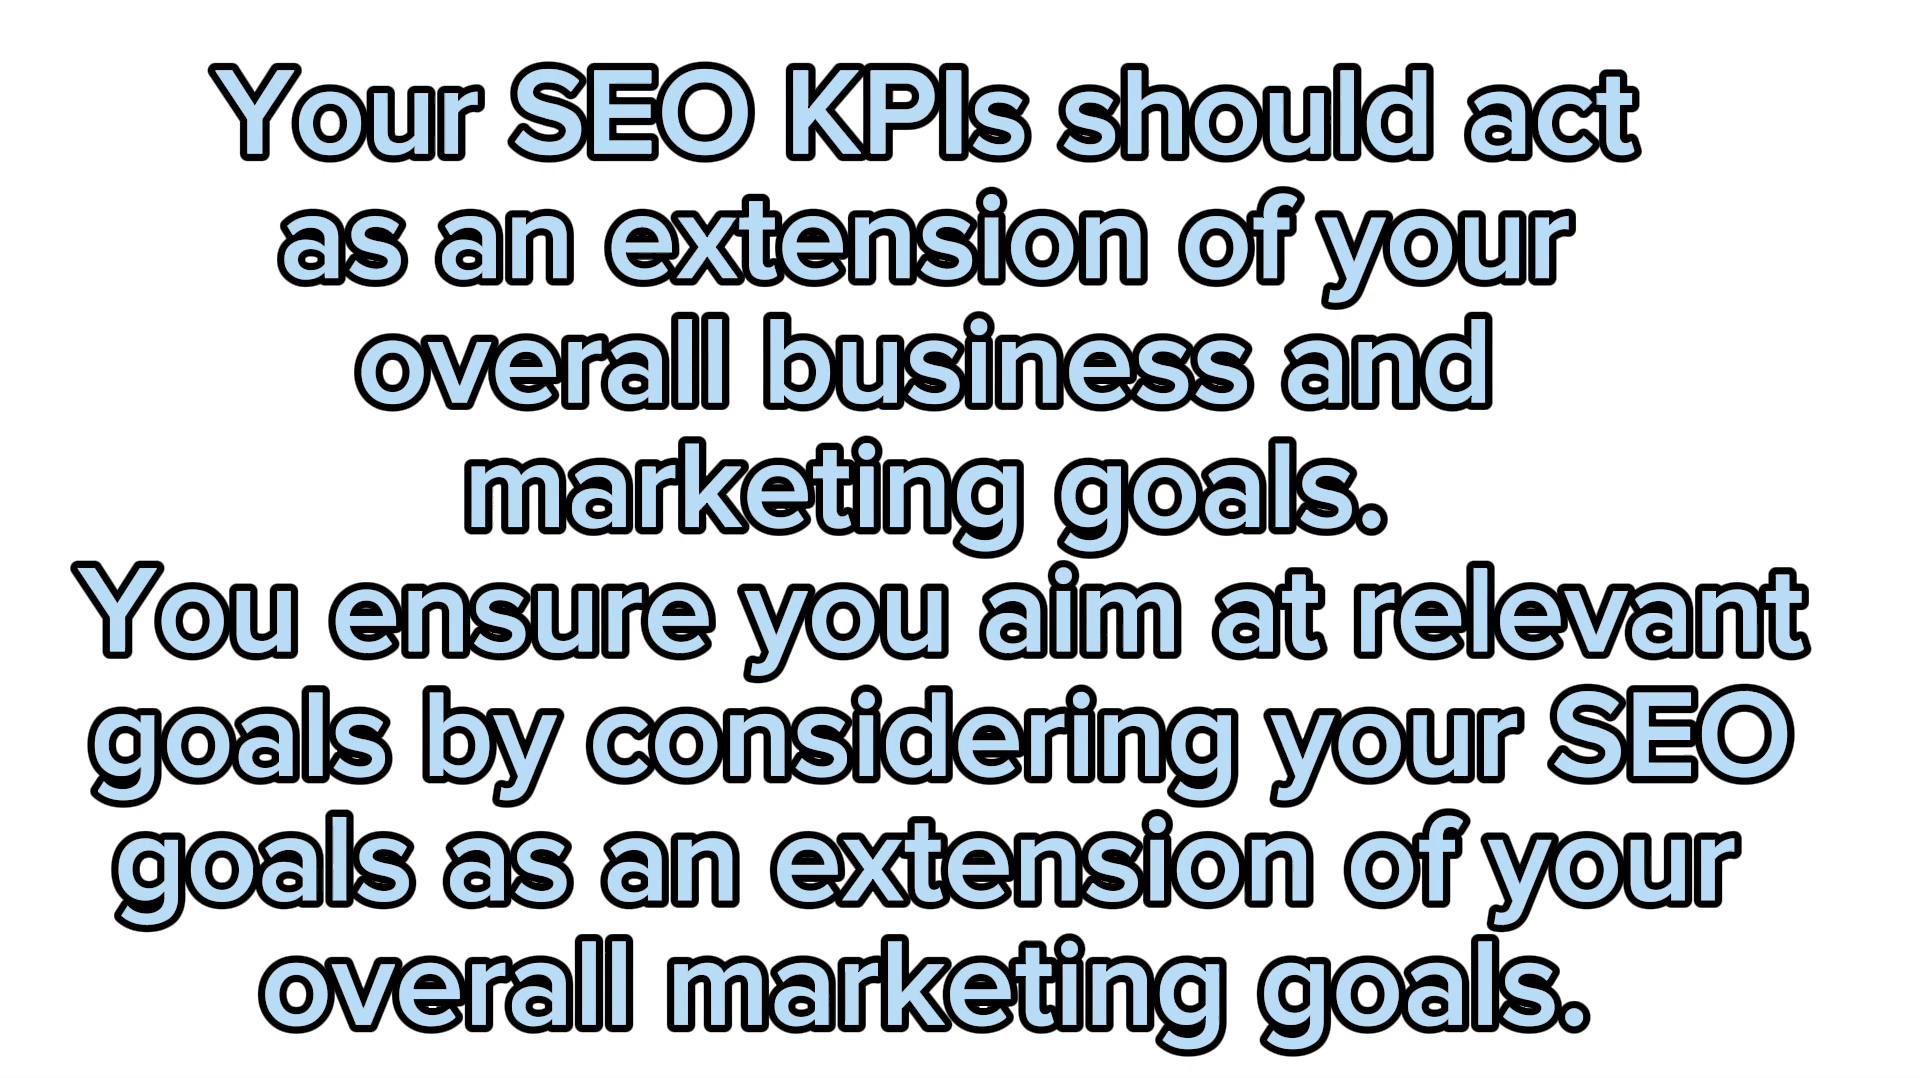 Your SEO KPIs should act
as an extension of your
overall business and
marketing goals.
You ensure you aim at relevant
goals by considering your SEO
goals as an extension of your
overall marketing goals.